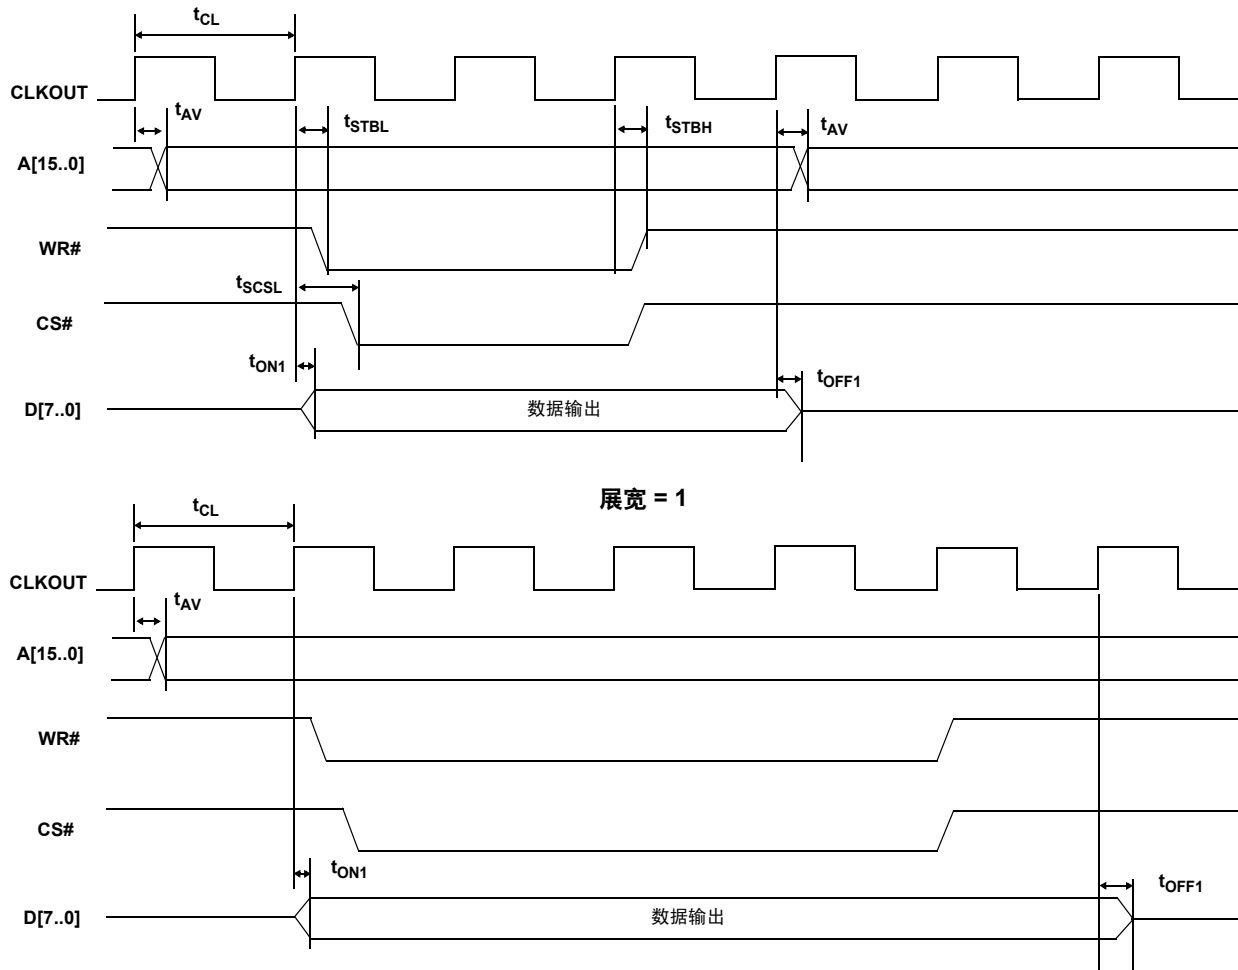 tCL
CLKOUT
tAV
tSTBL
tSTBH
tAV
A[15..0]
WR#
tSCSL
CS#
tON1
tOFF1
D[7..0]
数据输出
展宽 = 1
tCL
CLKOUT
tAV
A[15..0]
WR#
CS#
tON1
tOFF1
D[7..0]
数据输出